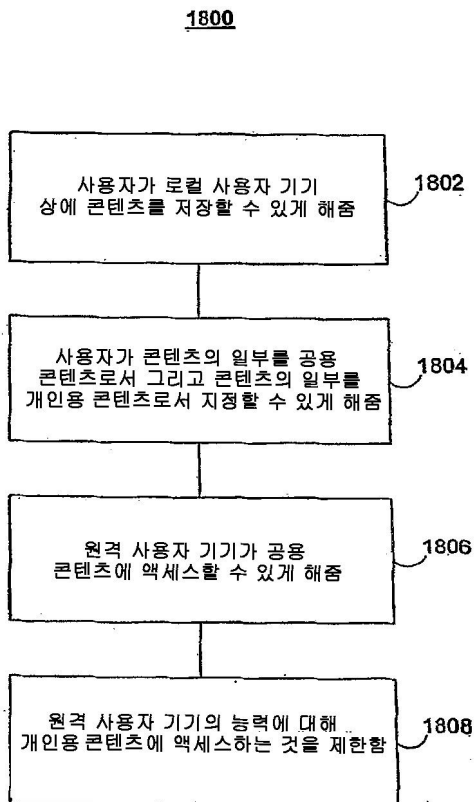 1800
사용자가 로컬 사용자 기기
상에 콘텐츠를 저장할 수 있게 해줌
1802
사용자가 콘텐츠의 일부를 공용
콘텐츠로서 그리고 콘텐츠의 일부를
개인용 콘텐츠로서 지정할 수 있게 해줌
1804
원격 사용자 기기가 공용
콘텐츠에 액세스할 수 있게 해줌
1806
원격 사용자 기기의 능력에 대해
개인용 콘텐츠에 액세스하는 것을 제한함
1808